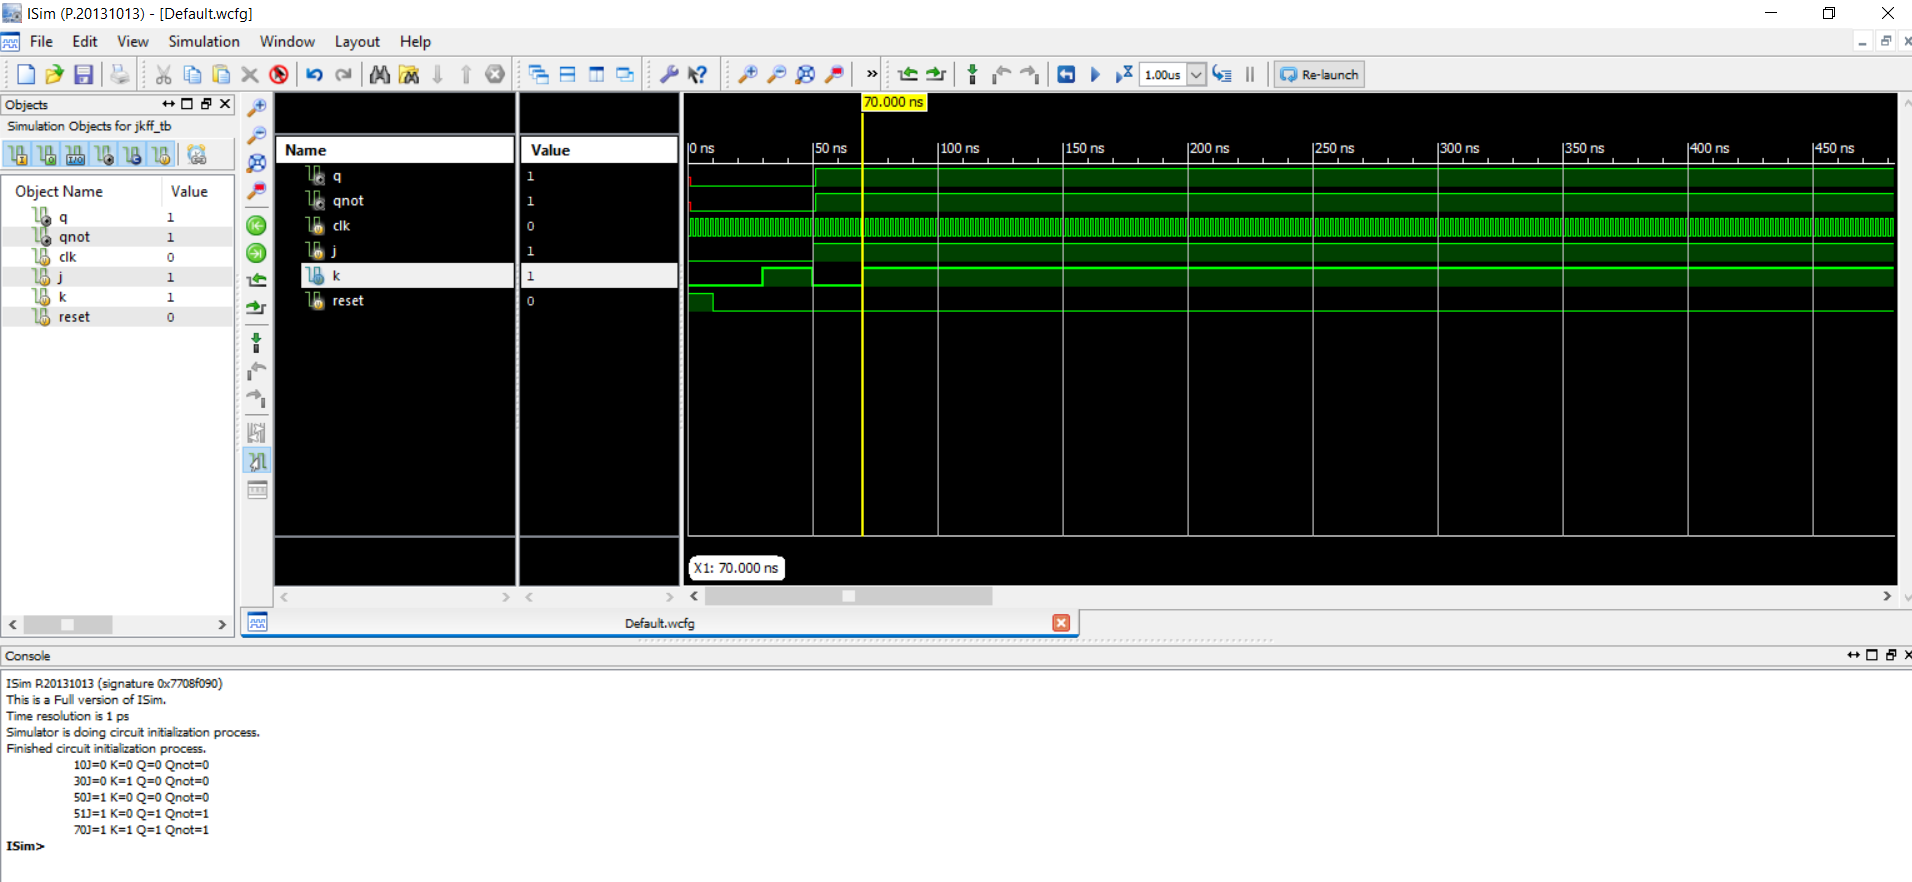 ISim (P.20131013) - [Default.wcfg]
File Edit View Simulation Window Layout Help
» 1.00us Re-launch
Objects
Simulation Objects for jkff_tb
Object Name Value
q 1
qnot 1
clk 0
j 1
k 1
reset 0
70.000 ns
Name Value
0 ns 50 ns 100 ns 150 ns 200 ns 250 ns 300 ns 350 ns 400 ns 450 ns
q 1
qnot 1
clk 0
j 1
k 1
reset 0
X1: 70.000 ns
Default.wcfg
Console
ISim P.20131013 (signature 0x7708f090)
This is a Full version of ISim.
Time resolution is 1 ps
Simulator is doing circuit initialization process.
Finished circuit initialization process.
10J=0 K=0 Q=0 Qnot=0
30J=0 K=1 Q=0 Qnot=0
50J=1 K=0 Q=0 Qnot=0
51J=1 K=0 Q=1 Qnot=1
70J=1 K=1 Q=1 Qnot=1
ISim>